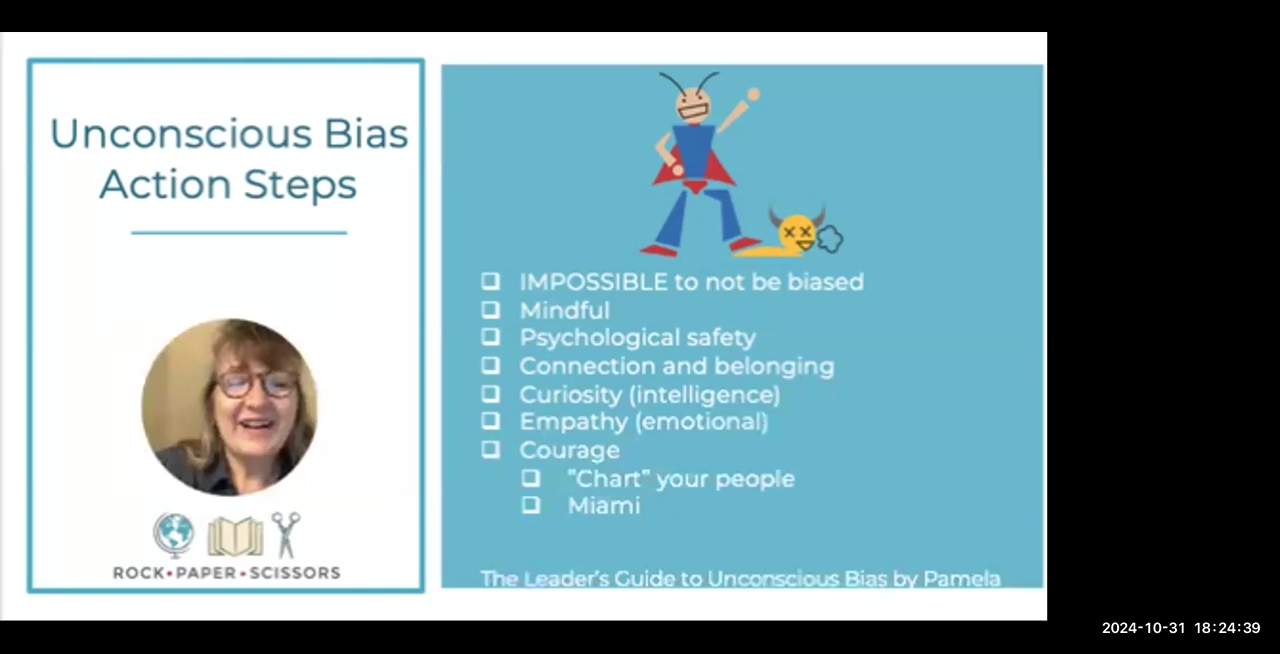 Unconscious Bias
Action Steps
ROCK•PAPER•SCISSORS
❑ IMPOSSIBLE to not be biased
❑ Mindful
❑ Psychological safety
❑ Connection and belonging
❑ Curiosity (intelligence)
❑ Empathy (emotional)
❑ Courage
❑ "Chart" your people
❑ Miami
The Leader's Guide to Unconscious Bias by Pamela
2024-10-31 18:24:39